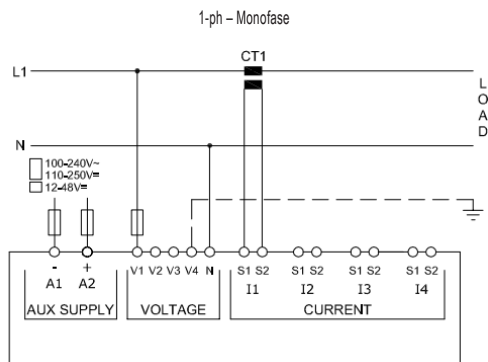 1-ph – Monofase
CT1
L1
LOAD
N
100-240V~
110-250V=
12-48V=
- +
A1 A2
V1 V2 V3 V4 N
S1 S2 S1 S2 S1 S2 S1 S2
I1 I2 I3 I4
AUX SUPPLY VOLTAGE CURRENT